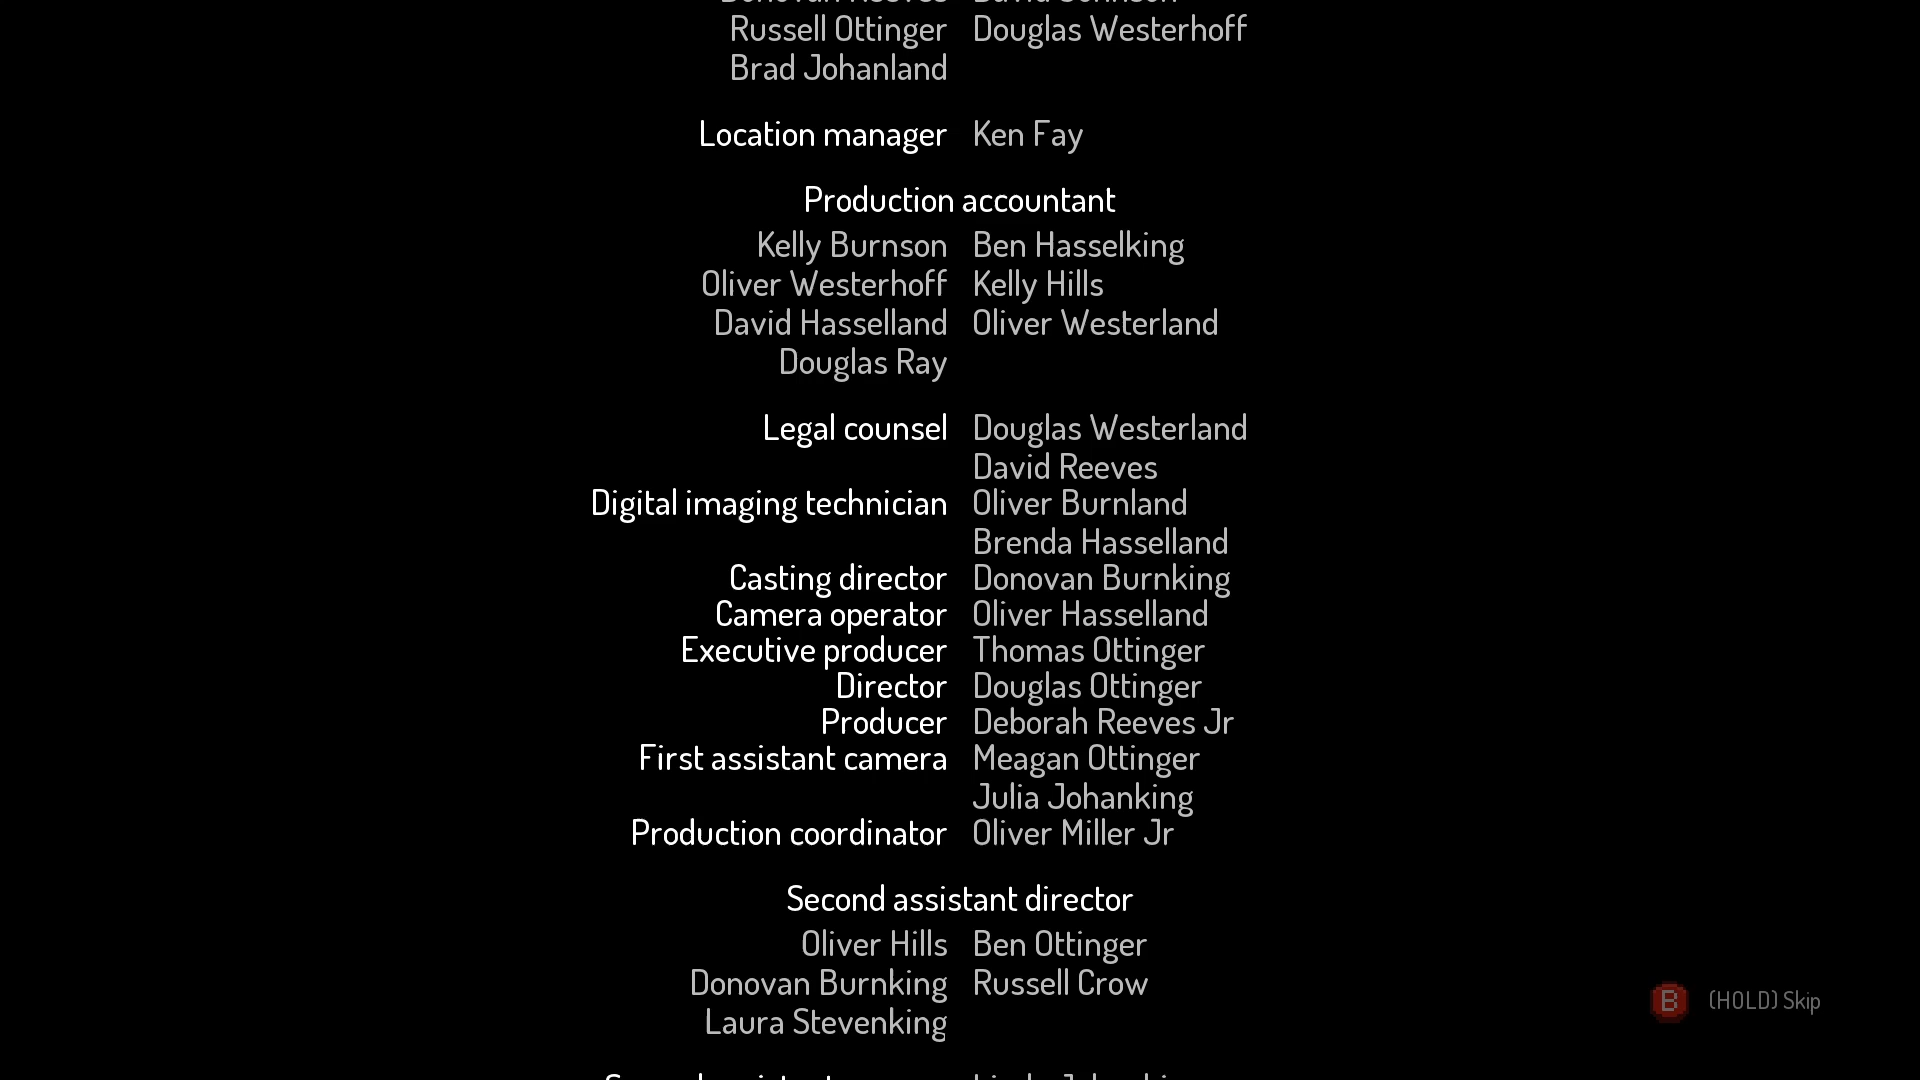 Russell Ottinger Douglas Westerhoff
Brad Johanland
Location manager Ken Fay
Production accountant
Kelly Burnson Ben Hasselking
Oliver Westerhoff Kelly Hills
David Hasselland Oliver Westerland
Douglas Ray
Legal counsel Douglas Westerland
David Reeves
Digital imaging technician Oliver Burnland
Brenda Hasselland
Casting director Donovan Burnking
Camera operator Oliver Hasselland
Executive producer Thomas Ottinger
Director Douglas Ottinger
Producer Deborah Reeves Jr
First assistant camera Meagan Ottinger
Julia Johanking
Production coordinator Oliver Miller Jr
Second assistant director
Oliver Hills Ben Ottinger
Donovan Burnking Russell Crow
Laura Stevenking
B (HOLD) Skip